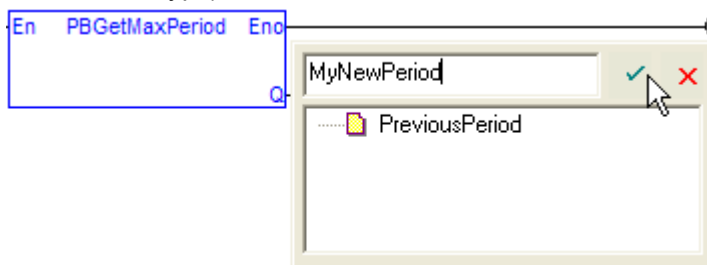 En PBGetMaxPeriod Eno
MyNewPeriod
Q
PreviousPeriod